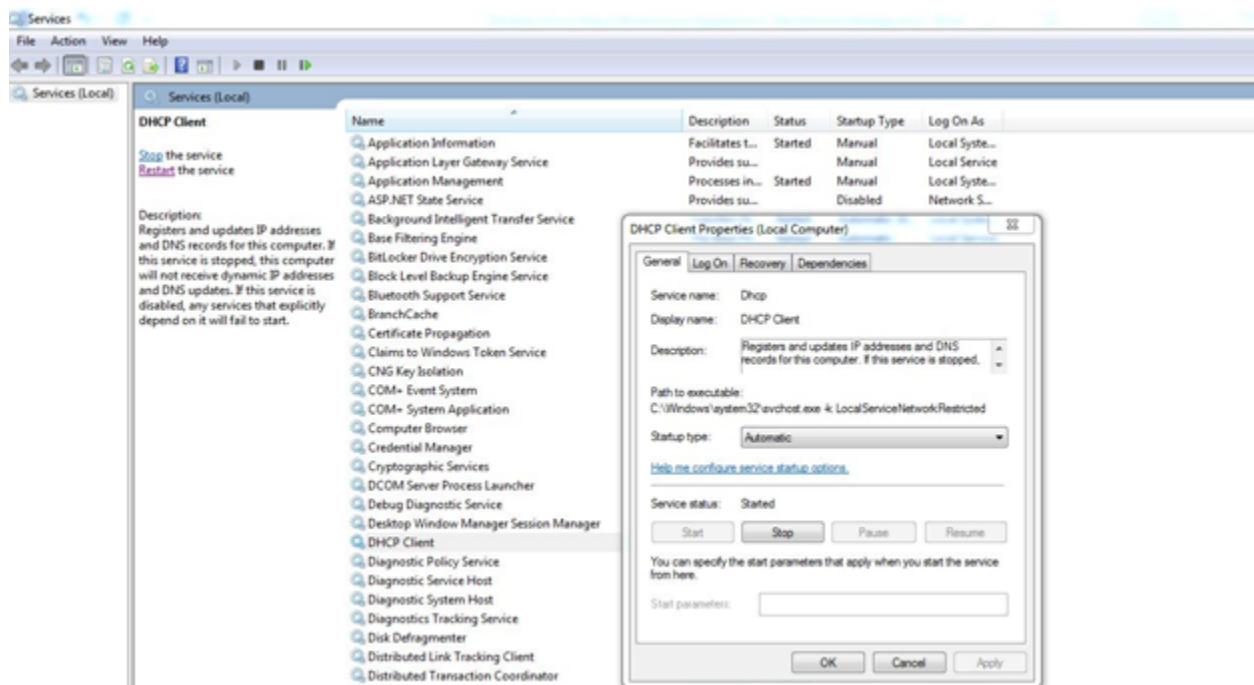 Services
File Action View Help
Services (Local)
Services (Local)
DHCP Client
Stop the service
Restart the service
Description:
Registers and updates IP addresses
and DNS records for this computer. If
this service is stopped, this computer
will not receive dynamic IP addresses
and DNS updates. If this service is
disabled, any services that explicitly
depend on it will fail to start.
Name Description Status Startup Type Log On As
Application Information Facilitates t... Started Manual Local Syste...
Application Layer Gateway Service Provides su... Manual Local Service
Application Management Processes in... Started Manual Local Syste...
ASP.NET State Service Provides su... Disabled Network S...
Background Intelligent Transfer Service
Base Filtering Engine
BitLocker Drive Encryption Service
Block Level Backup Engine Service
Bluetooth Support Service
BranchCache
Certificate Propagation
Claims to Windows Token Service
CNG Key Isolation
COM+ Event System
COM+ System Application
Computer Browser
Credential Manager
Cryptographic Services
DCOM Server Process Launcher
Debug Diagnostic Service
Desktop Window Manager Session Manager
DHCP Client
Diagnostic Policy Service
Diagnostic Service Host
Diagnostic System Host
Diagnostics Tracking Service
Disk Defragmenter
Distributed Link Tracking Client
Distributed Transaction Coordinator
DHCP Client Properties (Local Computer)
General Log On Recovery Dependencies
Service name: Dhcp
Display name: DHCP Client
Description: Registers and updates IP addresses and DNS
records for this computer. If this service is stopped,
Path to executable:
C:\Windows\system32\svchost.exe -k LocalServiceNetworkRestricted
Startup type: Automatic
Help me configure service startup options.
Service status: Started
Start Stop Pause Resume
You can specify the start parameters that apply when you start the service
from here.
Start parameters:
OK Cancel Apply